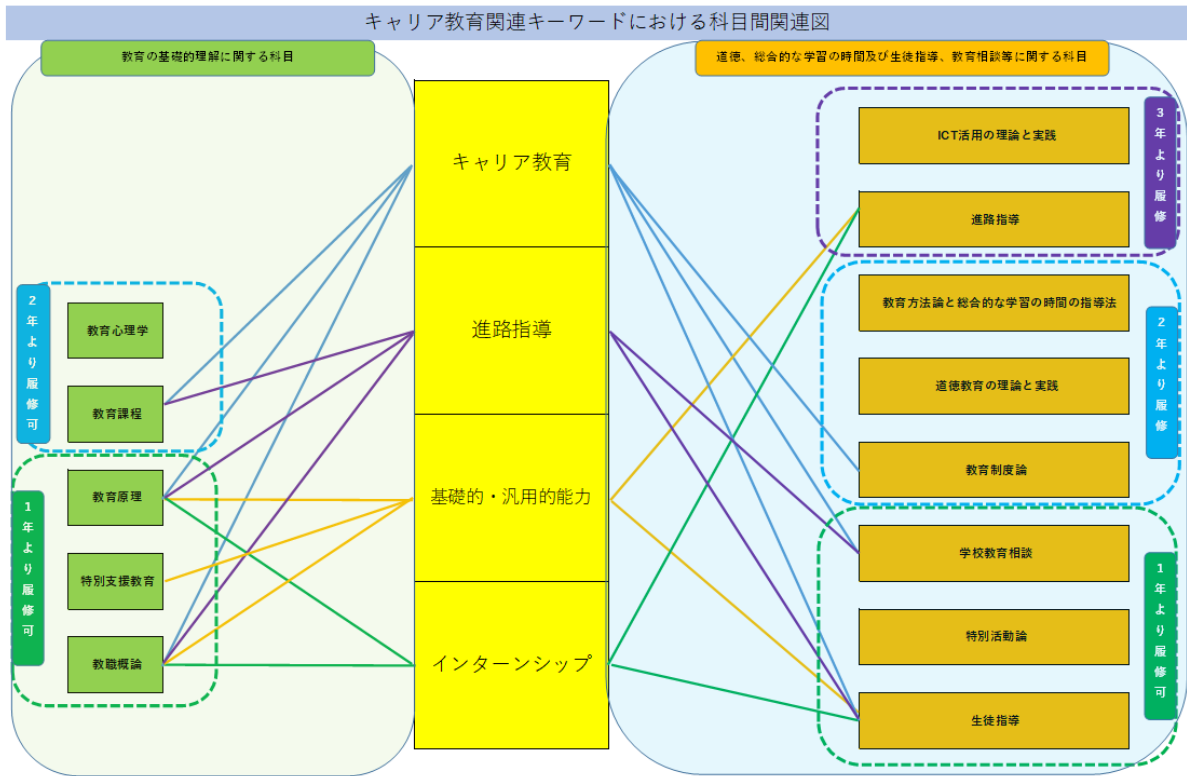 キャリア教育関連キーワードにおける科目間関連図
教育の基礎的理解に関する科目
道徳、総合的な学習の時間及び生徒指導、教育相談等に関する科目
2年より履修可
教育心理学
教育課程
1年より履修可
教育原理
特別支援教育
教職概論
キャリア教育
進路指導
基礎的・汎用的能力
インターンシップ
ICT活用の理論と実践
進路指導
3年より履修
教育方法論と総合的な学習の時間の指導法
道徳教育の理論と実践
教育制度論
2年より履修
学校教育相談
特別活動論
生徒指導
1年より履修可